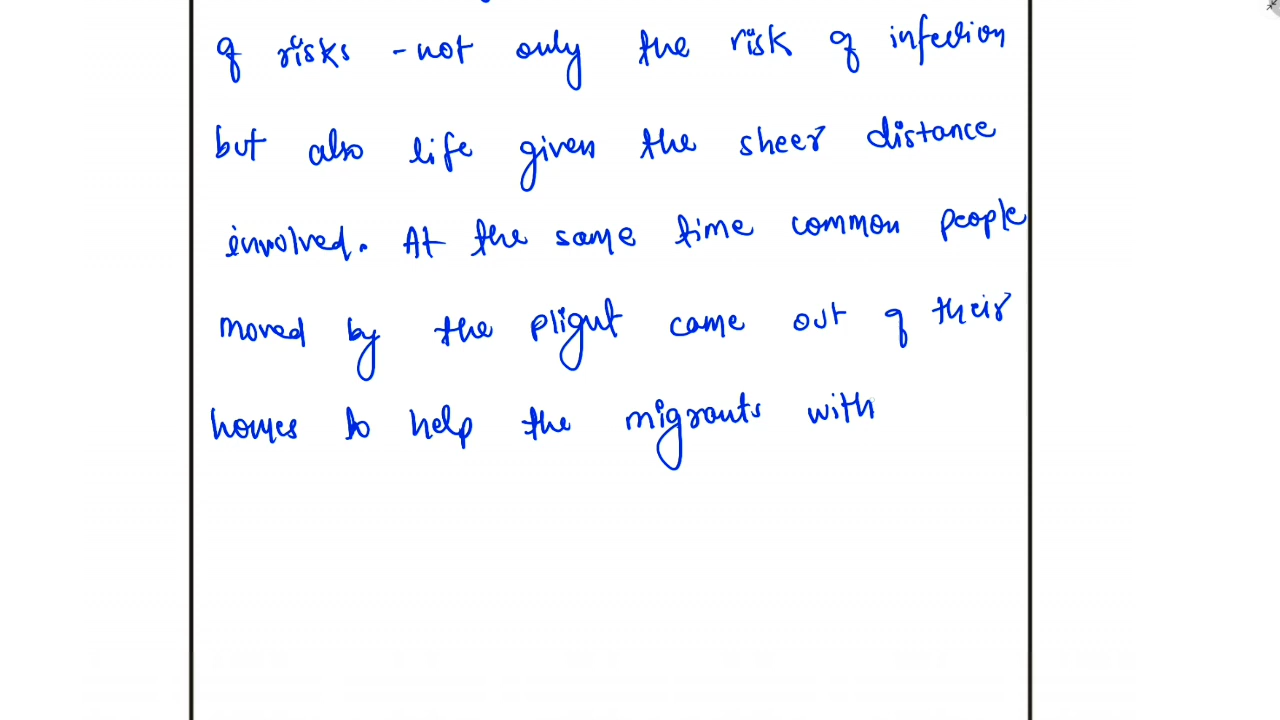 of risks - not only the risk of infection
but also life given the sheer distance
involved. At the same time common people
moved by the plight came out of their
homes to help the migrants with